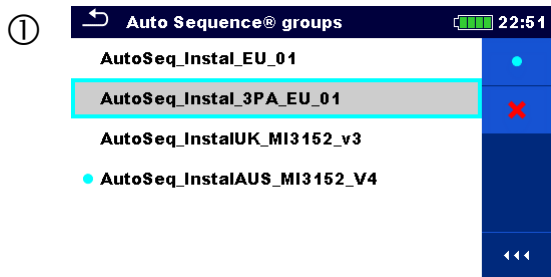 ①
Auto Sequence® groups 22:51
AutoSeq_Instal_EU_01
AutoSeq_Instal_3PA_EU_01
AutoSeq_InstalUK_MI3152_v3
AutoSeq_InstalAUS_MI3152_V4